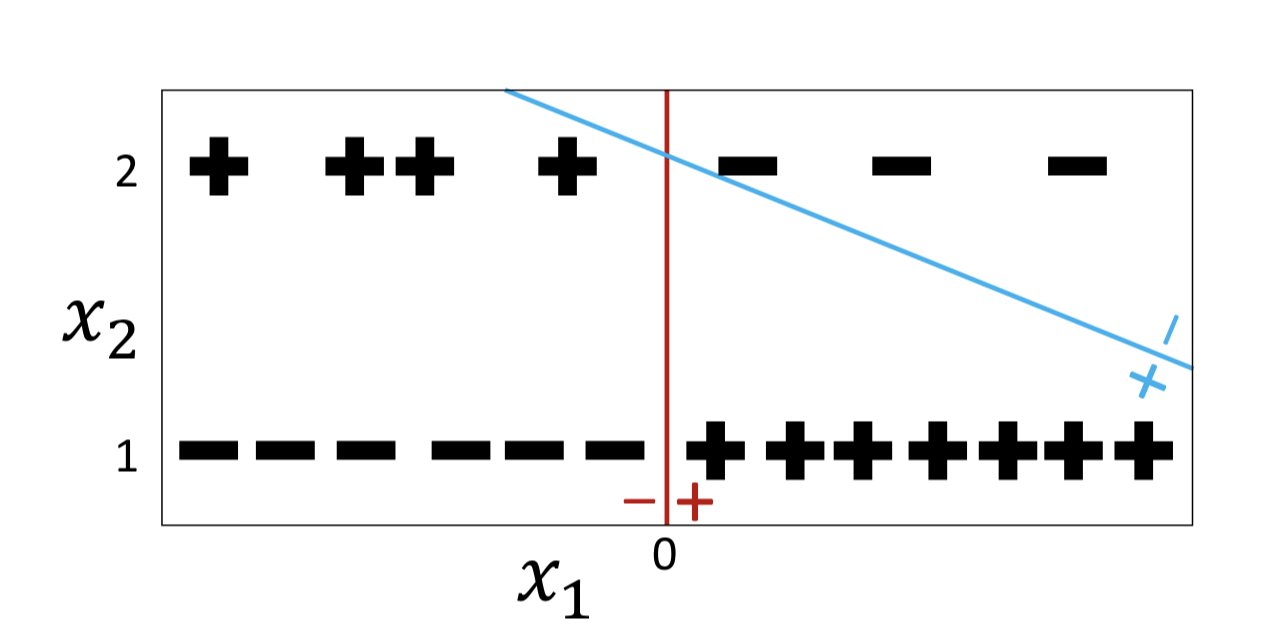 2 + + + + − − −
x₂
− +
1 − − − − − − + + + + + + +
− +
0
x₁